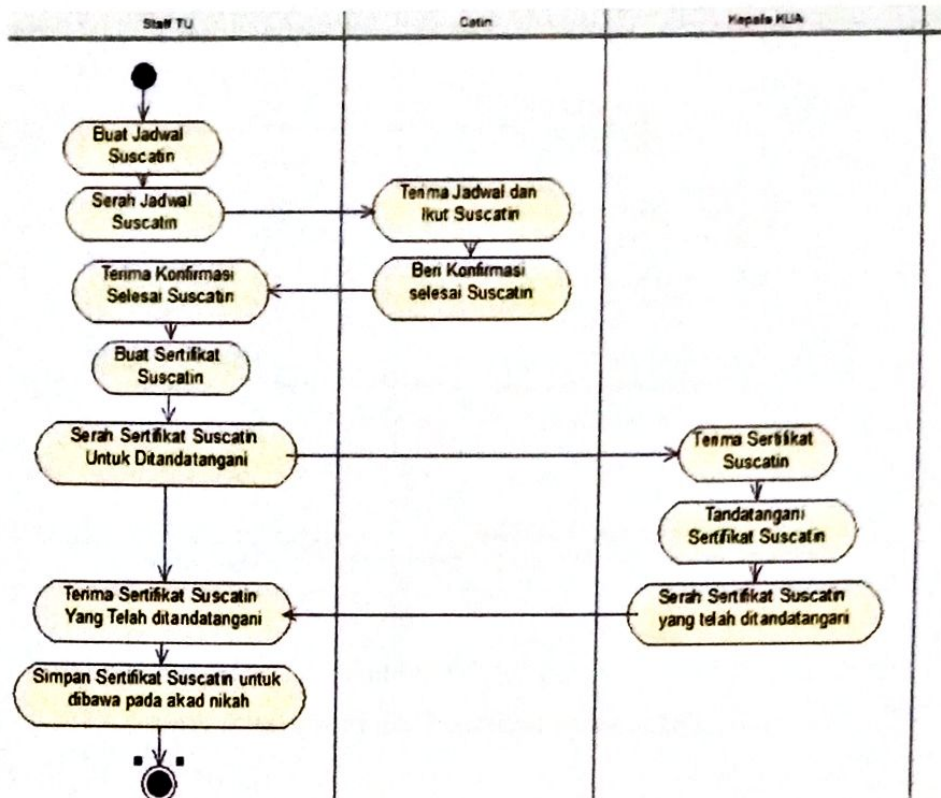 Staff TU
Catin
Kepala KUA
Buat Jadwal
Suscatin
Serah Jadwal
Suscatin
Terima Jadwal dan
Ikut Suscatin
Beri Konfirmasi
selesai Suscatin
Terima Konfirmasi
Selesai Suscatin
Buat Sertifikat
Suscatin
Serah Sertifikat Suscatin
Untuk Ditandatangani
Terima Sertifikat
Suscatin
Tandatangani
Sertifikat Suscatin
Serah Sertifikat Suscatin
yang telah ditandatangani
Terima Sertifikat Suscatin
Yang Telah ditandatangani
Simpan Sertifikat Suscatin untuk
dibawa pada akad nikah